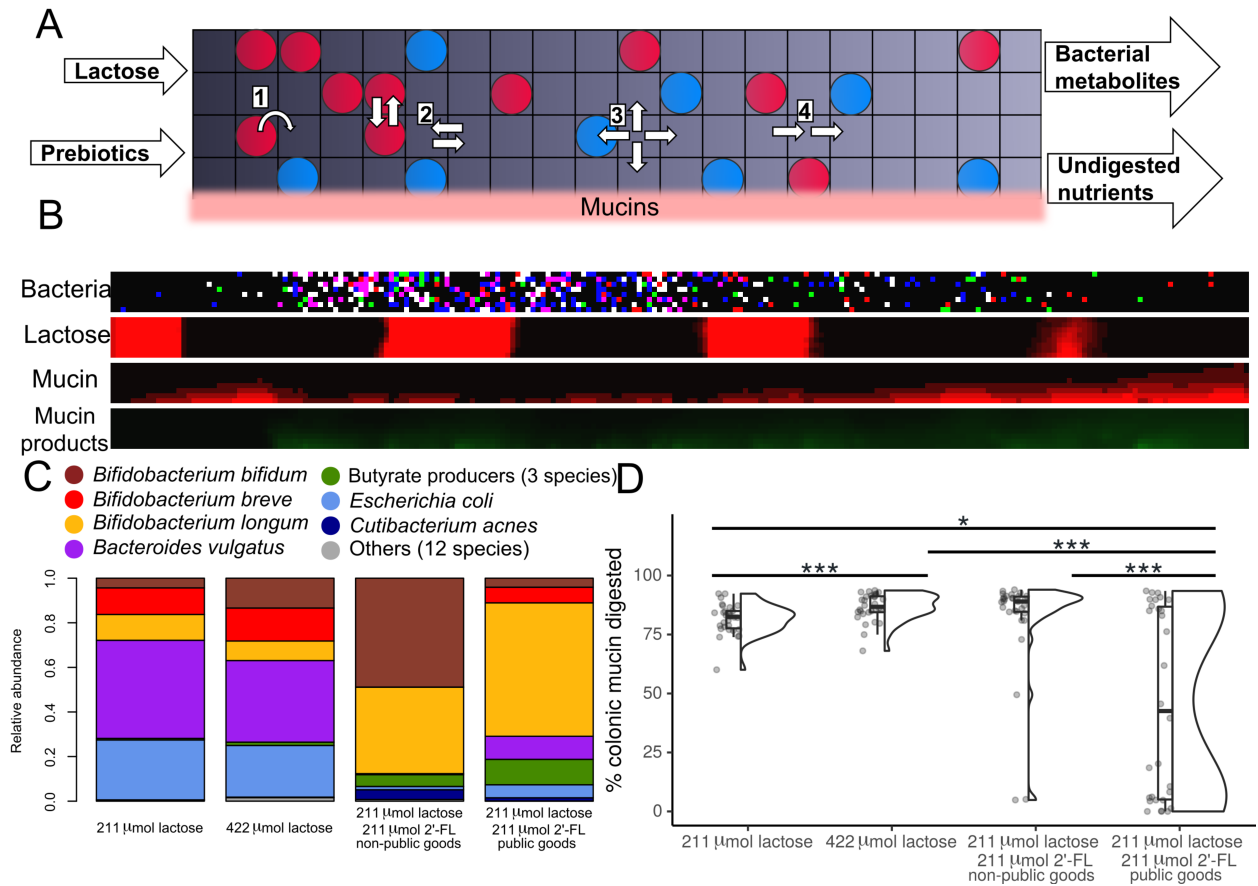 A
Lactose
Prebiotics
1
2
3
4
Bacterial
metabolites
Undigested
nutrients
Mucins
B
Bacteria
Lactose
Mucin
Mucin
products
C
Bifidobacterium bifidum
Bifidobacterium breve
Bifidobacterium longum
Bacteroides vulgatus
Butyrate producers (3 species)
Escherichia coli
Cutibacterium acnes
Others (12 species)
Relative abundance
1.0
0.8
0.6
0.4
0.2
0.0
211 μmol lactose
422 μmol lactose
211 μmol lactose
211 μmol 2'-FL
non-public goods
211 μmol lactose
211 μmol 2'-FL
public goods
D
% colonic mucin digested
100
75
50
25
0
*
***
***
***
211 μmol lactose
422 μmol lactose
211 μmol lactose
211 μmol 2'-FL
non-public goods
211 μmol lactose
211 μmol 2'-FL
public goods